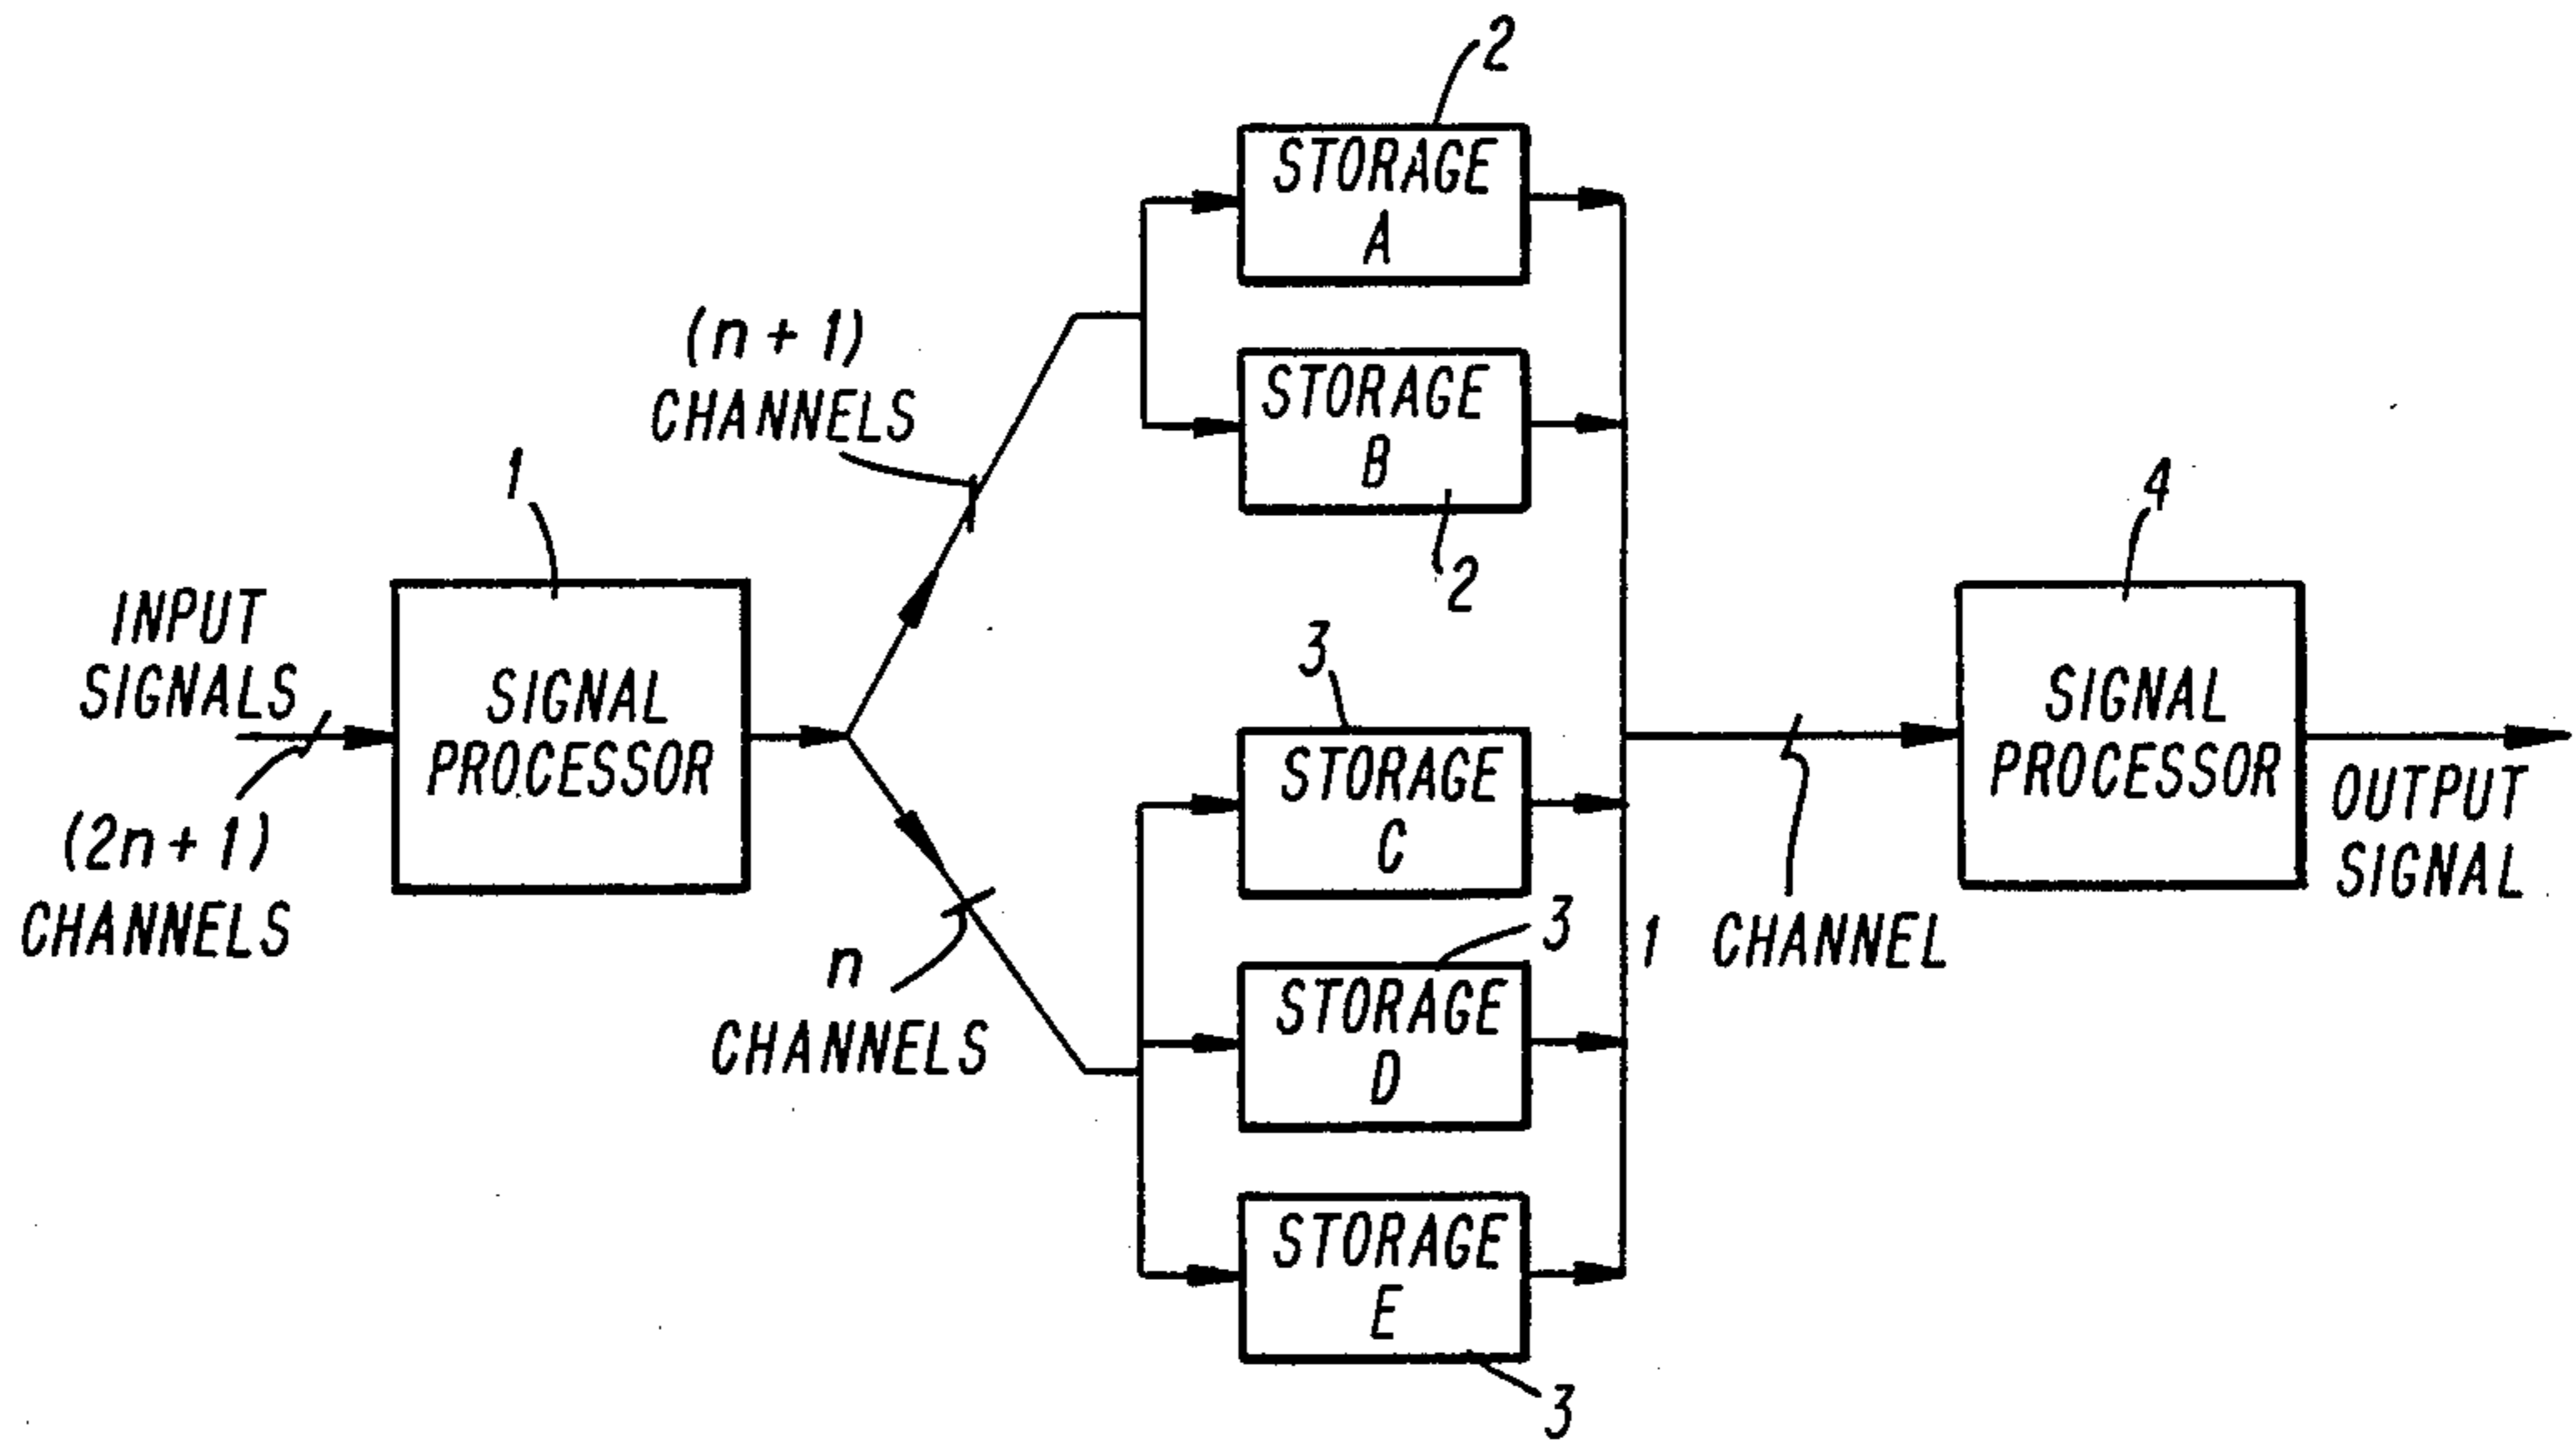 2
STORAGE
A
(n + 1)
CHANNELS
STORAGE
B
2
1
4
INPUT
SIGNALS
SIGNAL
PROCESSOR
(2n + 1)
CHANNELS
3
STORAGE
C
SIGNAL
PROCESSOR
OUTPUT
SIGNAL
n
CHANNELS
3
STORAGE
D
1 CHANNEL
STORAGE
E
3